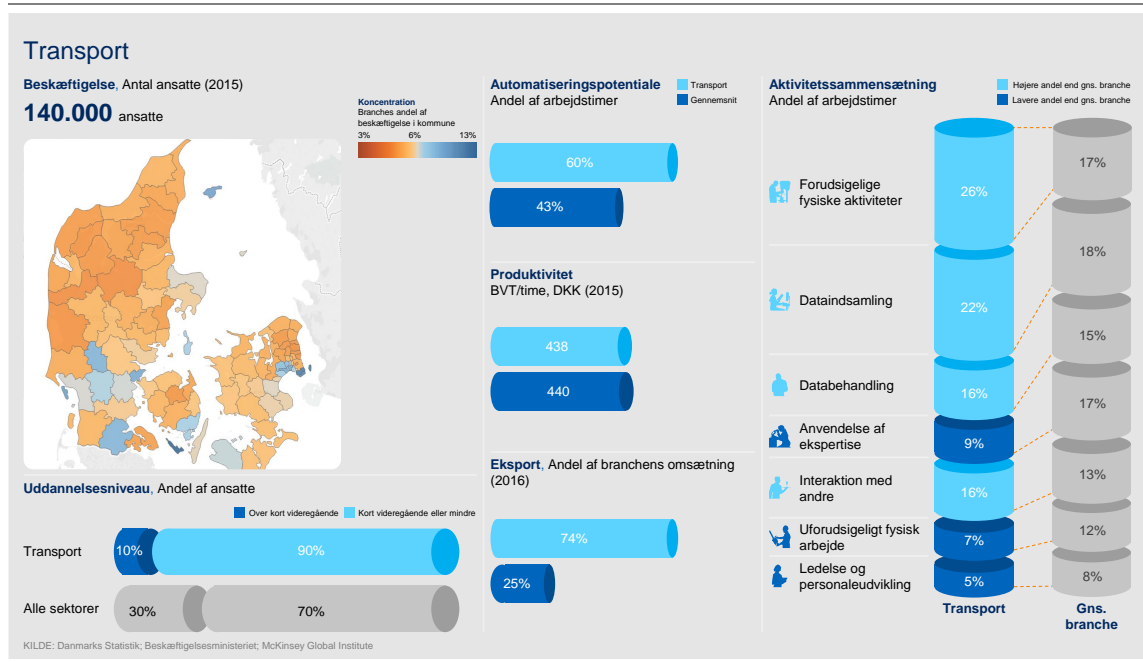 Transport
Beskæftigelse, Antal ansatte (2015)
140.000 ansatte
Koncentration
Branches andel af
beskæftigelse i kommune
3% 6% 13%
Uddannelsesniveau, Andel af ansatte
Over kort videregående Kort videregående eller mindre
Transport 10% 90%
Alle sektorer 30% 70%
Automatiseringspotentiale
Andel af arbejdstimer
Transport
Gennemsnit
60%
43%
Produktivitet
BVT/time, DKK (2015)
438
440
Eksport, Andel af branchens omsætning
(2016)
74%
25%
Aktivitetssammensætning
Andel af arbejdstimer
Højere andel end gns. branche
Lavere andel end gns. branche
Forudsigelige
fysiske aktiviteter
26% 17%
Dataindsamling 22% 18%
Databehandling 16% 15%
Anvendelse af
ekspertise
9% 17%
Interaktion med
andre
16% 13%
Uforudsigeligt fysisk
arbejde
7% 12%
Ledelse og
personaleudvikling
5% 8%
Transport Gns.
branche
KILDE: Danmarks Statistik; Beskæftigelsesministeriet; McKinsey Global Institute